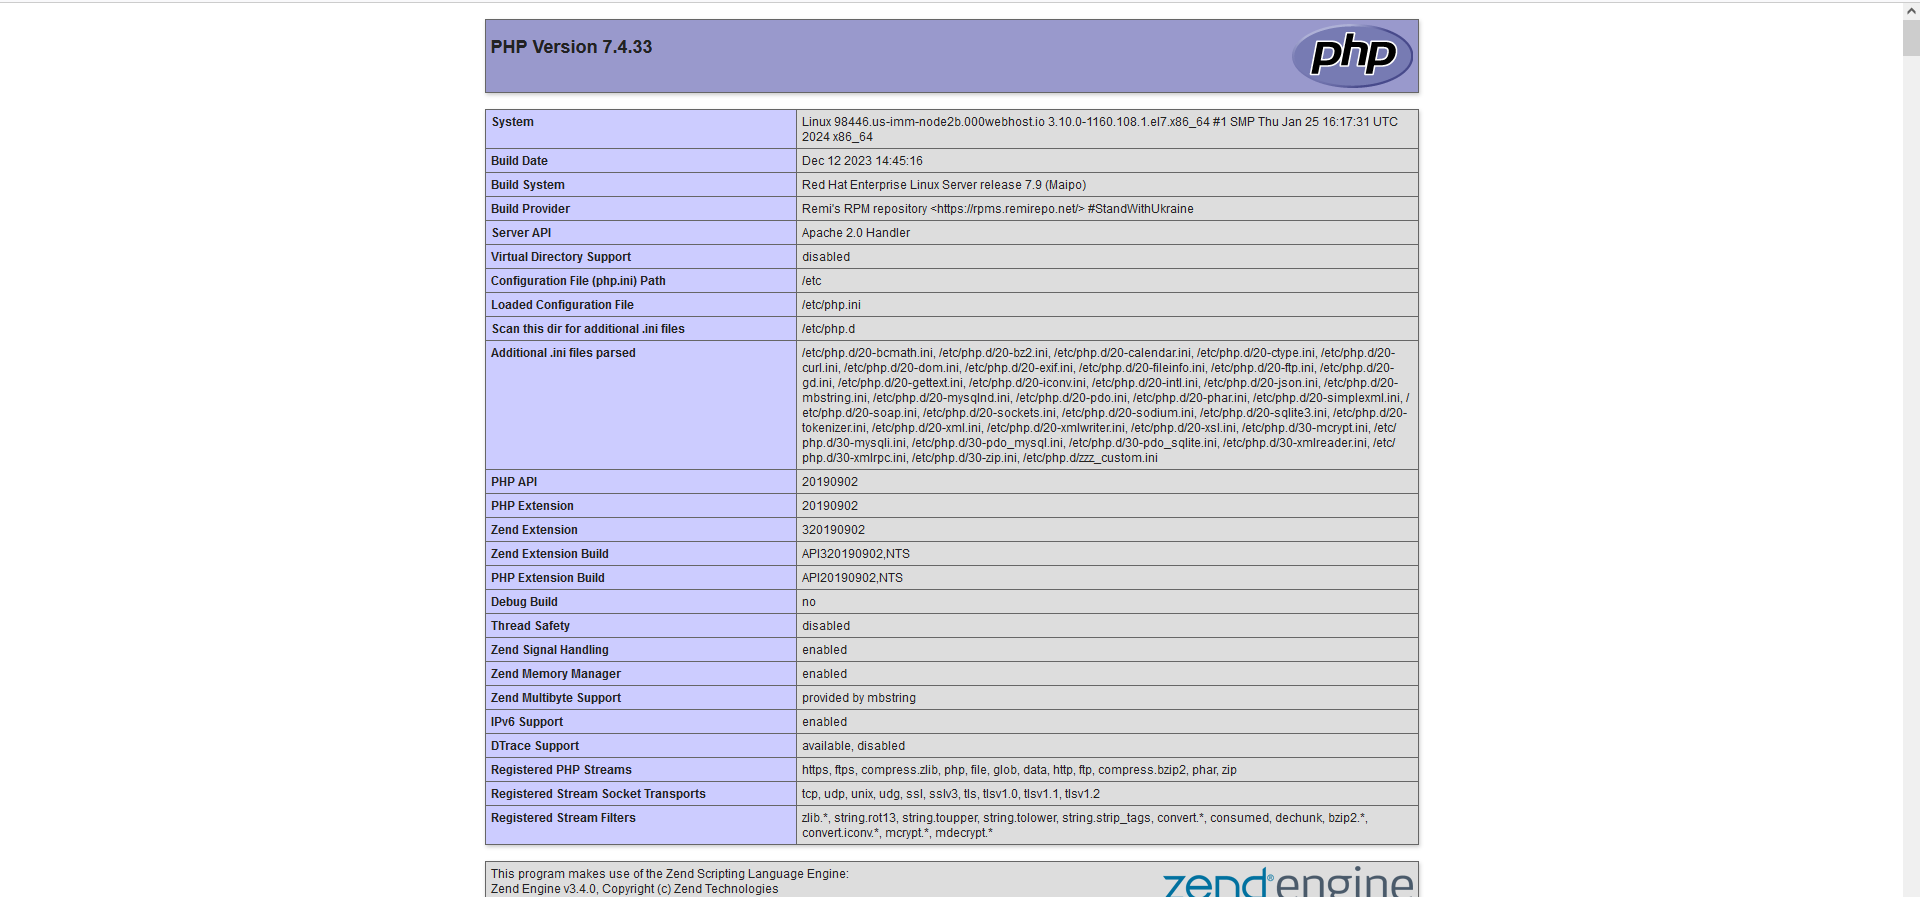 PHP Version 7.4.33
php
System
Linux 98446.us-imm-node2b.000webhost.io 3.10.0-1160.108.1.el7.x86_64 #1 SMP Thu Jan 25 16:17:31 UTC
2024 x86_64
Build Date
Dec 12 2023 14:45:16
Build System
Red Hat Enterprise Linux Server release 7.9 (Maipo)
Build Provider
Remi's RPM repository <https://rpms.remirepo.net/> #StandWithUkraine
Server API
Apache 2.0 Handler
Virtual Directory Support
disabled
Configuration File (php.ini) Path
/etc
Loaded Configuration File
/etc/php.ini
Scan this dir for additional .ini files
/etc/php.d
Additional .ini files parsed
/etc/php.d/20-bcmath.ini, /etc/php.d/20-bz2.ini, /etc/php.d/20-calendar.ini, /etc/php.d/20-ctype.ini, /etc/php.d/20-
curl.ini, /etc/php.d/20-dom.ini, /etc/php.d/20-exif.ini, /etc/php.d/20-fileinfo.ini, /etc/php.d/20-ftp.ini, /etc/php.d/20-
gd.ini, /etc/php.d/20-gettext.ini, /etc/php.d/20-iconv.ini, /etc/php.d/20-intl.ini, /etc/php.d/20-json.ini, /etc/php.d/20-
mbstring.ini, /etc/php.d/20-mysqlnd.ini, /etc/php.d/20-pdo.ini, /etc/php.d/20-phar.ini, /etc/php.d/20-simplexml.ini, /
etc/php.d/20-soap.ini, /etc/php.d/20-sockets.ini, /etc/php.d/20-sodium.ini, /etc/php.d/20-sqlite3.ini, /etc/php.d/20-
tokenizer.ini, /etc/php.d/20-xml.ini, /etc/php.d/20-xmlwriter.ini, /etc/php.d/20-xsl.ini, /etc/php.d/30-mcrypt.ini, /etc/
php.d/30-mysqli.ini, /etc/php.d/30-pdo_mysql.ini, /etc/php.d/30-pdo_sqlite.ini, /etc/php.d/30-xmlreader.ini, /etc/
php.d/30-xmlrpc.ini, /etc/php.d/30-zip.ini, /etc/php.d/zzz_custom.ini
PHP API
20190902
PHP Extension
20190902
Zend Extension
320190902
Zend Extension Build
API320190902,NTS
PHP Extension Build
API20190902,NTS
Debug Build
no
Thread Safety
disabled
Zend Signal Handling
enabled
Zend Memory Manager
enabled
Zend Multibyte Support
provided by mbstring
IPv6 Support
enabled
DTrace Support
available, disabled
Registered PHP Streams
https, ftps, compress.zlib, php, file, glob, data, http, ftp, compress.bzip2, phar, zip
Registered Stream Socket Transports
tcp, udp, unix, udg, ssl, sslv3, tls, tlsv1.0, tlsv1.1, tlsv1.2
Registered Stream Filters
zlib.*, string.rot13, string.toupper, string.tolower, string.strip_tags, convert.*, consumed, dechunk, bzip2.*,
convert.iconv.*, mcrypt.*, mdecrypt.*
This program makes use of the Zend Scripting Language Engine:
Zend Engine v3.4.0, Copyright (c) Zend Technologies
zend® engine